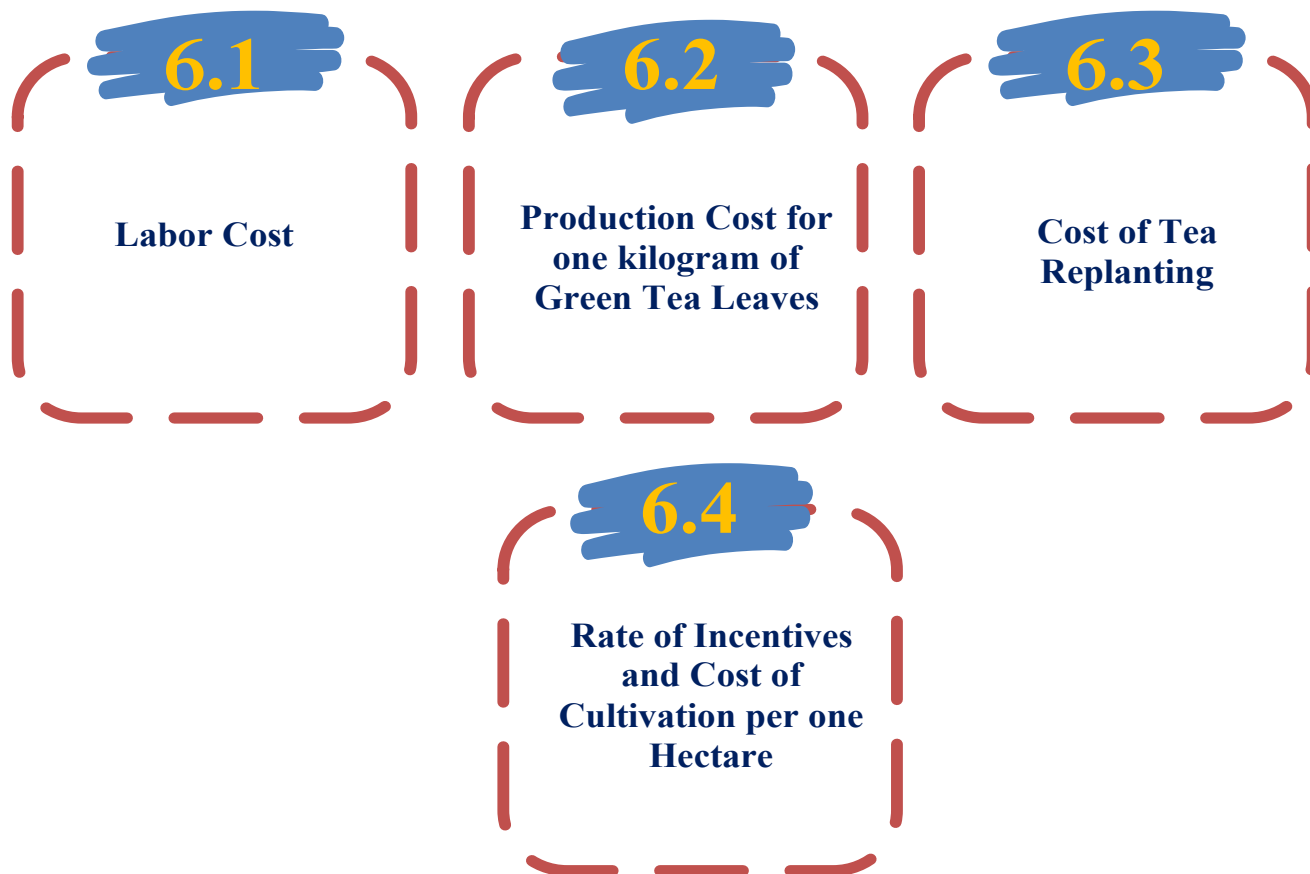 6.1
Labor Cost
6.2
Production Cost for
one kilogram of
Green Tea Leaves
6.3
Cost of Tea
Replanting
6.4
Rate of Incentives
and Cost of
Cultivation per one
Hectare